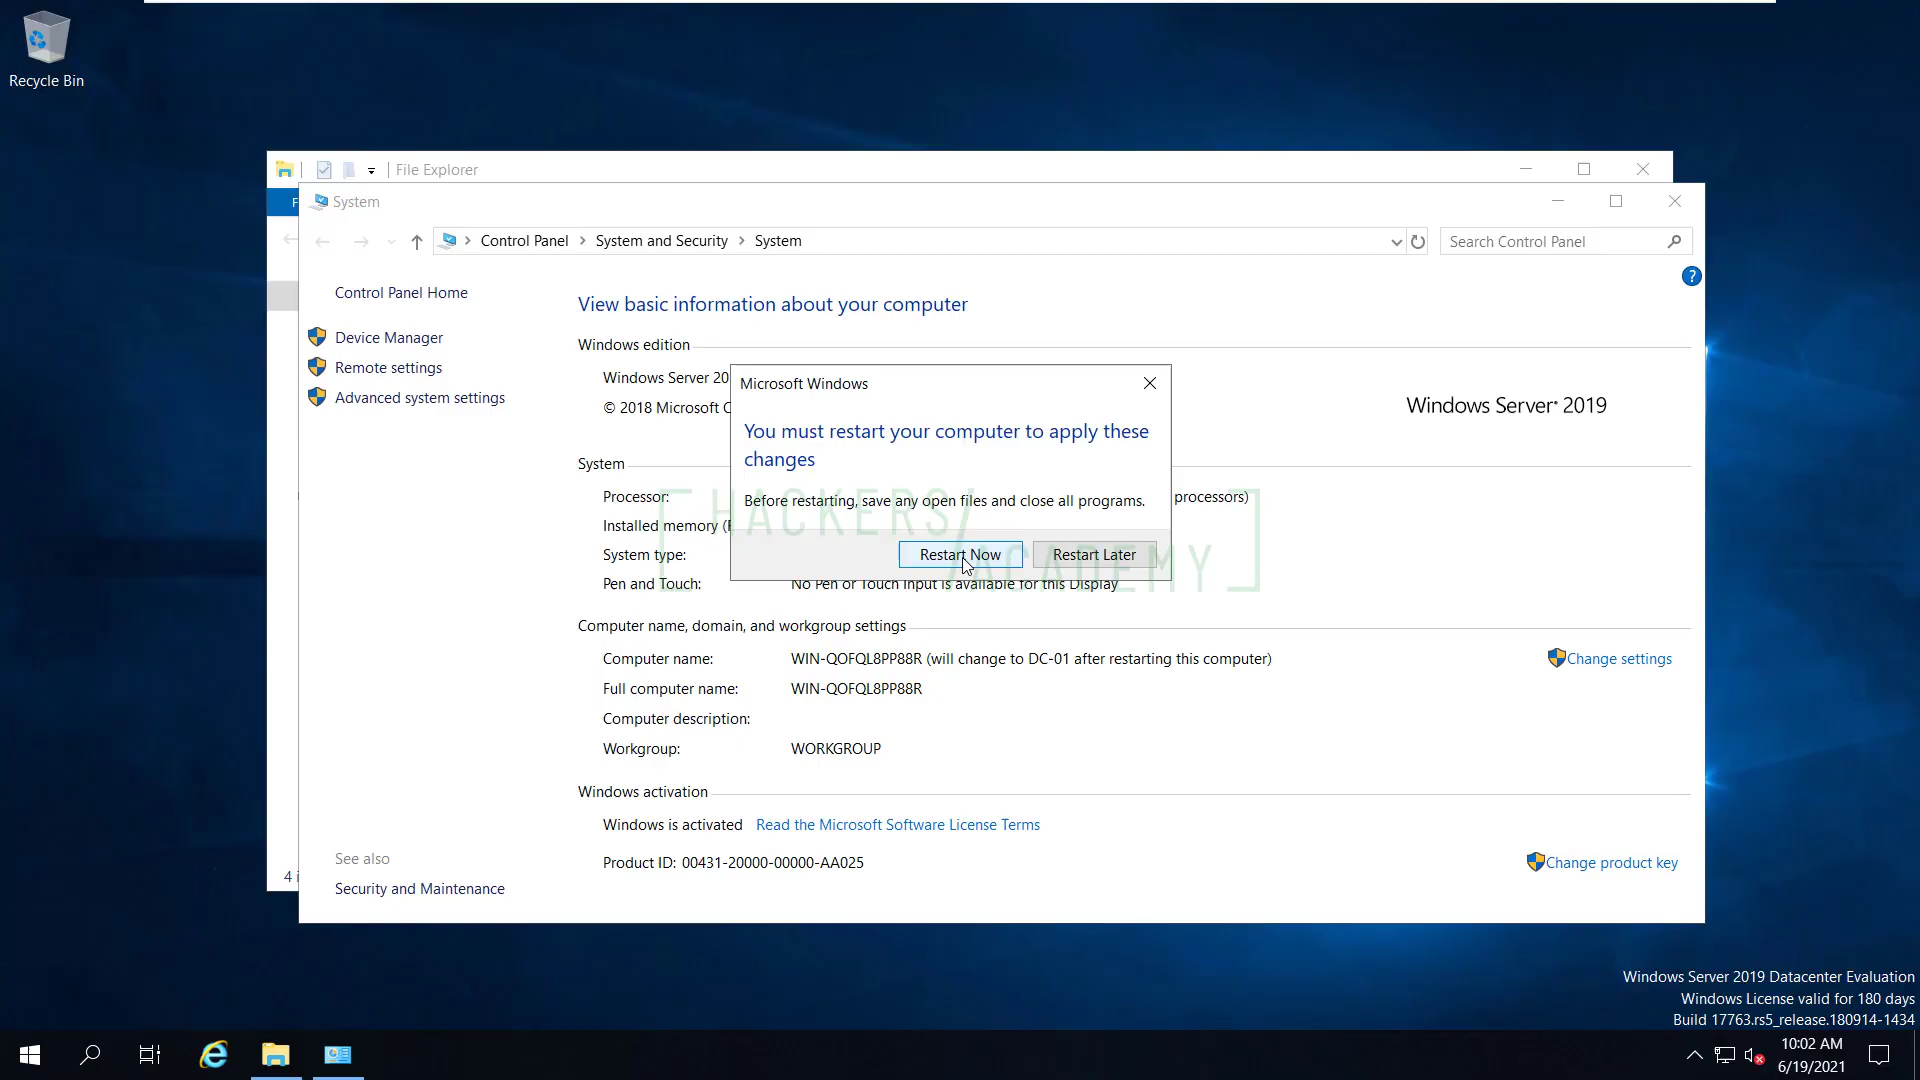 Recycle Bin
File Explorer
F
System
Control Panel > System and Security > System
Search Control Panel
?
Control Panel Home
Device Manager
Remote settings
Advanced system settings
View basic information about your computer
Windows edition
Windows Server 20
© 2018 Microsoft C
Windows Server® 2019
System
Processor:
processors)
Installed memory (R
System type:
Pen and Touch:
No Pen or Touch Input is available for this Display
Microsoft Windows
You must restart your computer to apply these
changes
Before restarting, save any open files and close all programs.
Restart Now
Restart Later
HACKERS/
/ACADEMY
Computer name, domain, and workgroup settings
Computer name: WIN-QOFQL8PP88R (will change to DC-01 after restarting this computer)
Change settings
Full computer name: WIN-QOFQL8PP88R
Computer description:
Workgroup: WORKGROUP
Windows activation
Windows is activated Read the Microsoft Software License Terms
Product ID: 00431-20000-00000-AA025
Change product key
See also
Security and Maintenance
4 i
Windows Server 2019 Datacenter Evaluation
Windows License valid for 180 days
Build 17763.rs5_release.180914-1434
10:02 AM
6/19/2021